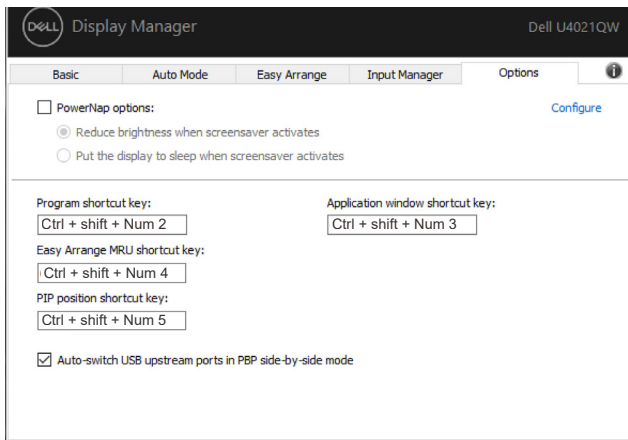 DELL Display Manager Dell U4021QW
Basic Auto Mode Easy Arrange Input Manager Options i
PowerNap options: Configure
Reduce brightness when screensaver activates
Put the display to sleep when screensaver activates
Program shortcut key: Application window shortcut key:
Ctrl + shift + Num 2 Ctrl + shift + Num 3
Easy Arrange MRU shortcut key:
Ctrl + shift + Num 4
PIP position shortcut key:
Ctrl + shift + Num 5
Auto-switch USB upstream ports in PBP side-by-side mode